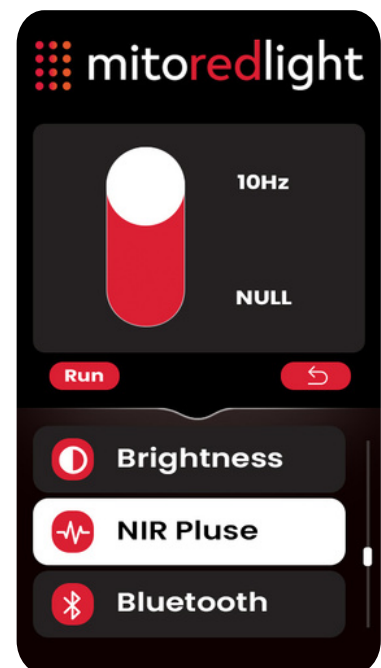 mitoredlight
10Hz
NULL
Run
Brightness
NIR Pluse
Bluetooth